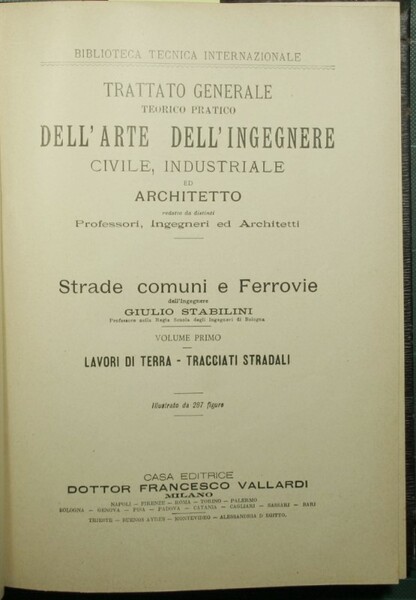 BIBLIOTECA TECNICA INTERNAZIONALE
TRATTATO GENERALE
TEORICO PRATICO
DELL'ARTE DELL'INGEGNERE
CIVILE, INDUSTRIALE
ED
ARCHITETTO
redatto da distinti
Professori, Ingegneri ed Architetti
Strade comuni e Ferrovie
dell'Ingegnere
GIULIO STABILINI
Professore nella Regia Scuola degli Ingegneri di Bologna
VOLUME PRIMO
LAVORI DI TERRA - TRACCIATI STRADALI
Illustrato da 297 figure
CASA EDITRICE
DOTTOR FRANCESCO VALLARDI
MILANO
NAPOLI - FIRENZE - ROMA - TORINO - PALERMO
BOLOGNA - GENOVA - PISA - PADOVA - CATANIA - CAGLIARI - SASSARI - BARI
TRIESTE - BUENOS AYRES - MONTEVIDEO - ALESSANDRIA D'EGITTO.